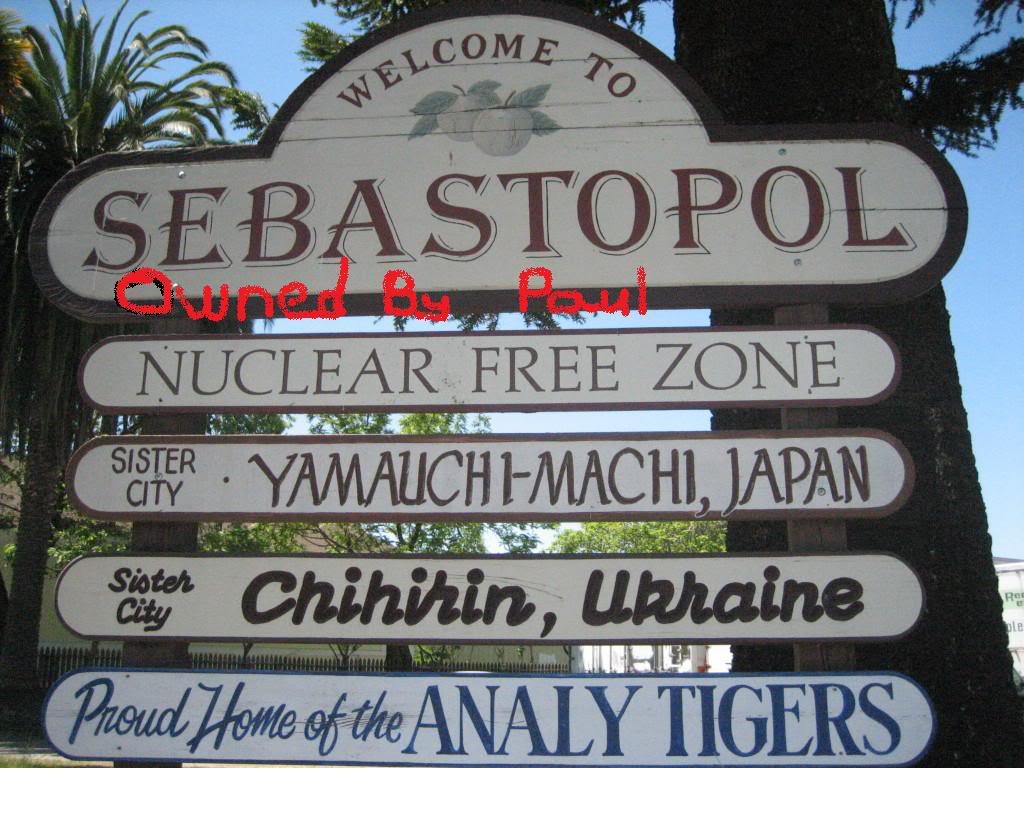 WELCOME TO
SEBASTOPOL
Owned By Paul
NUCLEAR FREE ZONE
SISTER CITY · YAMAUCHI-MACHI, JAPAN
Sister City Chihirin, Ukraine
Proud Home of the ANALY TIGERS